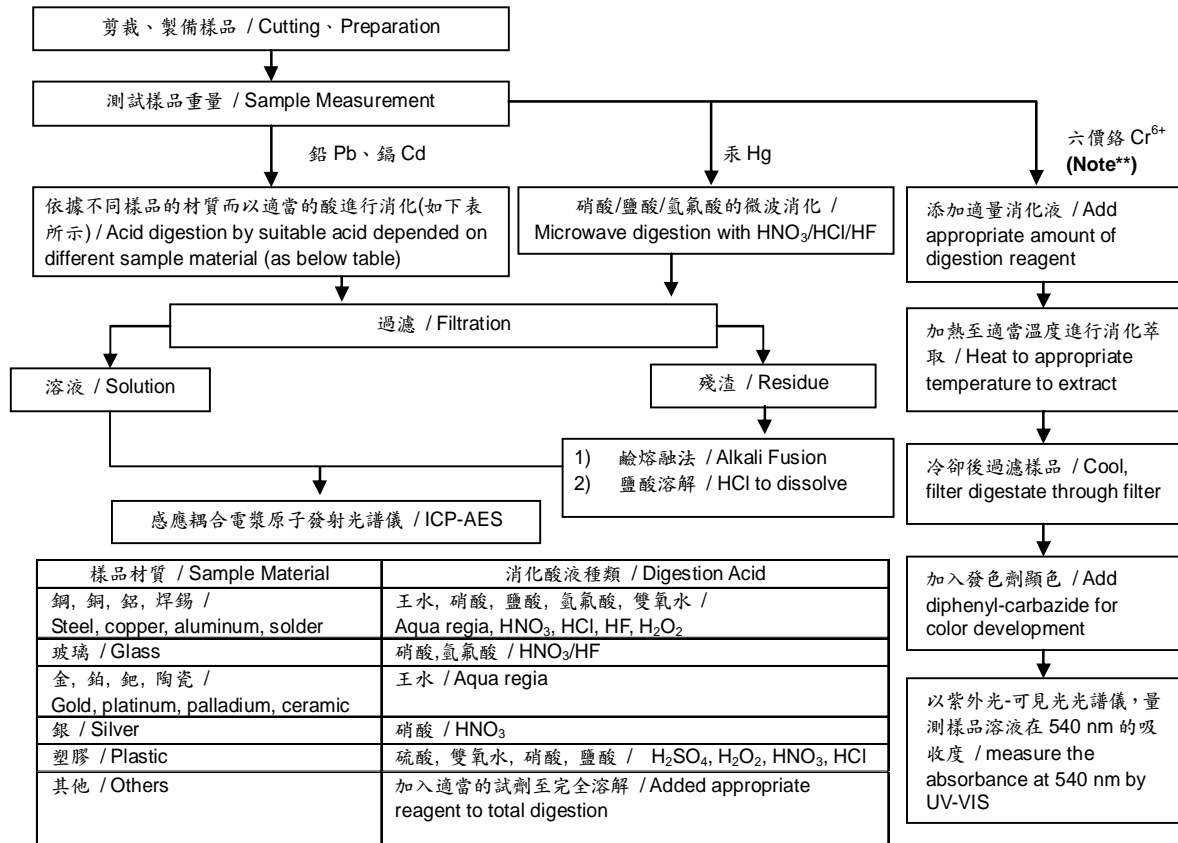 剪裁、製備樣品 / Cutting、Preparation
測試樣品重量 / Sample Measurement
鉛 Pb、鎘 Cd
汞 Hg
六價鉻 Cr⁶⁺
(Note**)
依據不同樣品的材質而以適當的酸進行消化(如下表
所示) / Acid digestion by suitable acid depended on
different sample material (as below table)
硝酸/鹽酸/氫氟酸的微波消化 /
Microwave digestion with HNO₃/HCl/HF
添加適量消化液 / Add
appropriate amount of
digestion reagent
過濾 / Filtration
加熱至適當溫度進行消化萃
取 / Heat to appropriate
temperature to extract
溶液 / Solution
殘渣 / Residue
1) 鹼熔融法 / Alkali Fusion
2) 鹽酸溶解 / HCl to dissolve
冷卻後過濾樣品 / Cool,
filter digestate through filter
感應耦合電漿原子發射光譜儀 / ICP-AES
加入發色劑顯色 / Add
diphenyl-carbazide for
color development
以紫外光-可見光光譜儀，量
測樣品溶液在 540 nm 的吸
收度 / measure the
absorbance at 540 nm by
UV-VIS
樣品材質 / Sample Material
消化酸液種類 / Digestion Acid
鋼, 銅, 鋁, 焊錫 /
Steel, copper, aluminum, solder
王水, 硝酸, 鹽酸, 氫氟酸, 雙氧水 /
Aqua regia, HNO₃, HCl, HF, H₂O₂
玻璃 / Glass
硝酸,氫氟酸 / HNO₃/HF
金, 鉑, 鈀, 陶瓷 /
Gold, platinum, palladium, ceramic
王水 / Aqua regia
銀 / Silver
硝酸 / HNO₃
塑膠 / Plastic
硫酸, 雙氧水, 硝酸, 鹽酸 / H₂SO₄, H₂O₂, HNO₃, HCl
其他 / Others
加入適當的試劑至完全溶解 / Added appropriate
reagent to total digestion